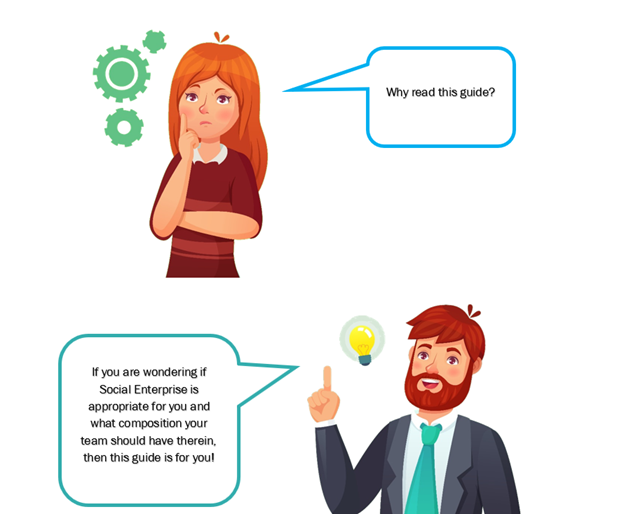 Why read this guide?
If you are wondering if
Social Enterprise is
appropriate for you and
what composition your
team should have therein,
then this guide is for you!